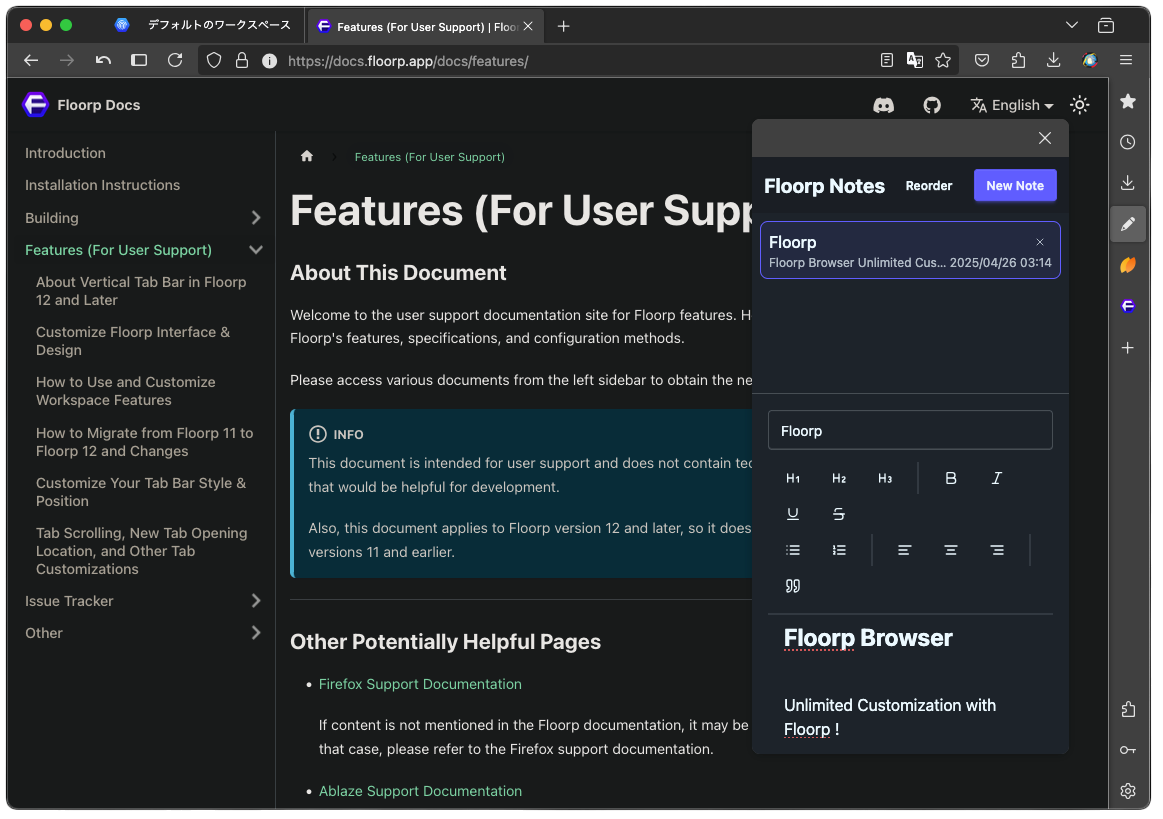 デフォルトのワークスペース
Features (For User Support) | Floo
https://docs.floorp.app/docs/features/
Floorp Docs
English
Introduction
Installation Instructions
Building
Features (For User Support)
About Vertical Tab Bar in Floorp
12 and Later
Customize Floorp Interface &
Design
How to Use and Customize
Workspace Features
How to Migrate from Floorp 11 to
Floorp 12 and Changes
Customize Your Tab Bar Style &
Position
Tab Scrolling, New Tab Opening
Location, and Other Tab
Customizations
Issue Tracker
Other
Features (For User Support)
Features (For User Supp
About This Document
Welcome to the user support documentation site for Floorp features. H
Floorp's features, specifications, and configuration methods.
Please access various documents from the left sidebar to obtain the ne
INFO
This document is intended for user support and does not contain tec
that would be helpful for development.
Also, this document applies to Floorp version 12 and later, so it does
versions 11 and earlier.
Other Potentially Helpful Pages
Firefox Support Documentation
If content is not mentioned in the Floorp documentation, it may be
that case, please refer to the Firefox support documentation.
Ablaze Support Documentation
Floorp Notes
Reorder
New Note
Floorp
Floorp Browser Unlimited Cus... 2025/04/26 03:14
Floorp
H1 H2 H3 B I
U S
Floorp Browser
Unlimited Customization with
Floorp !